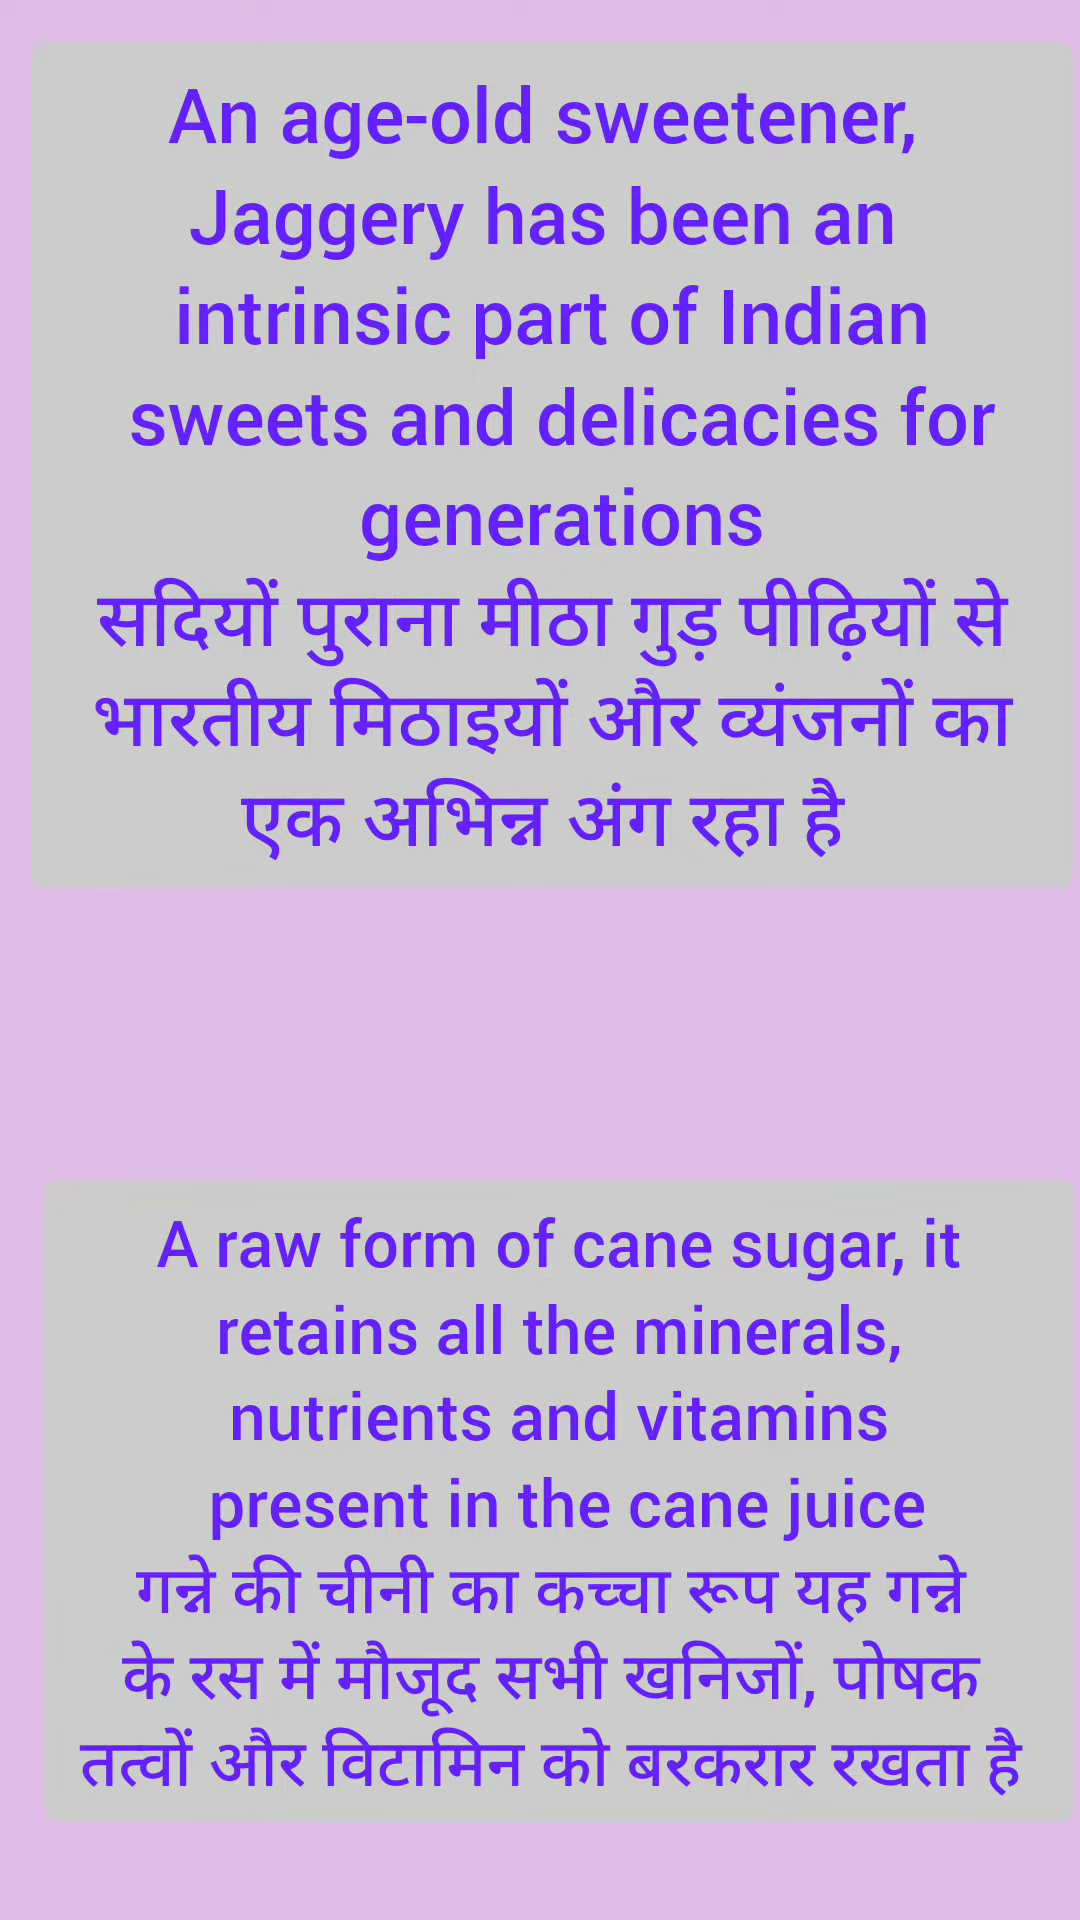 An age-old sweetener,
Jaggery has been an
intrinsic part of Indian
sweets and delicacies for
generations
सदियों पुराना मीठा गुड़ पीढ़ियों से
भारतीय मिठाइयों और व्यंजनों का
एक अभिन्न अंग रहा है
A raw form of cane sugar, it
retains all the minerals,
nutrients and vitamins
present in the cane juice
गन्ने की चीनी का कच्चा रूप यह गन्ने
के रस में मौजूद सभी खनिजों, पोषक
तत्वों और विटामिन को बरकरार रखता है